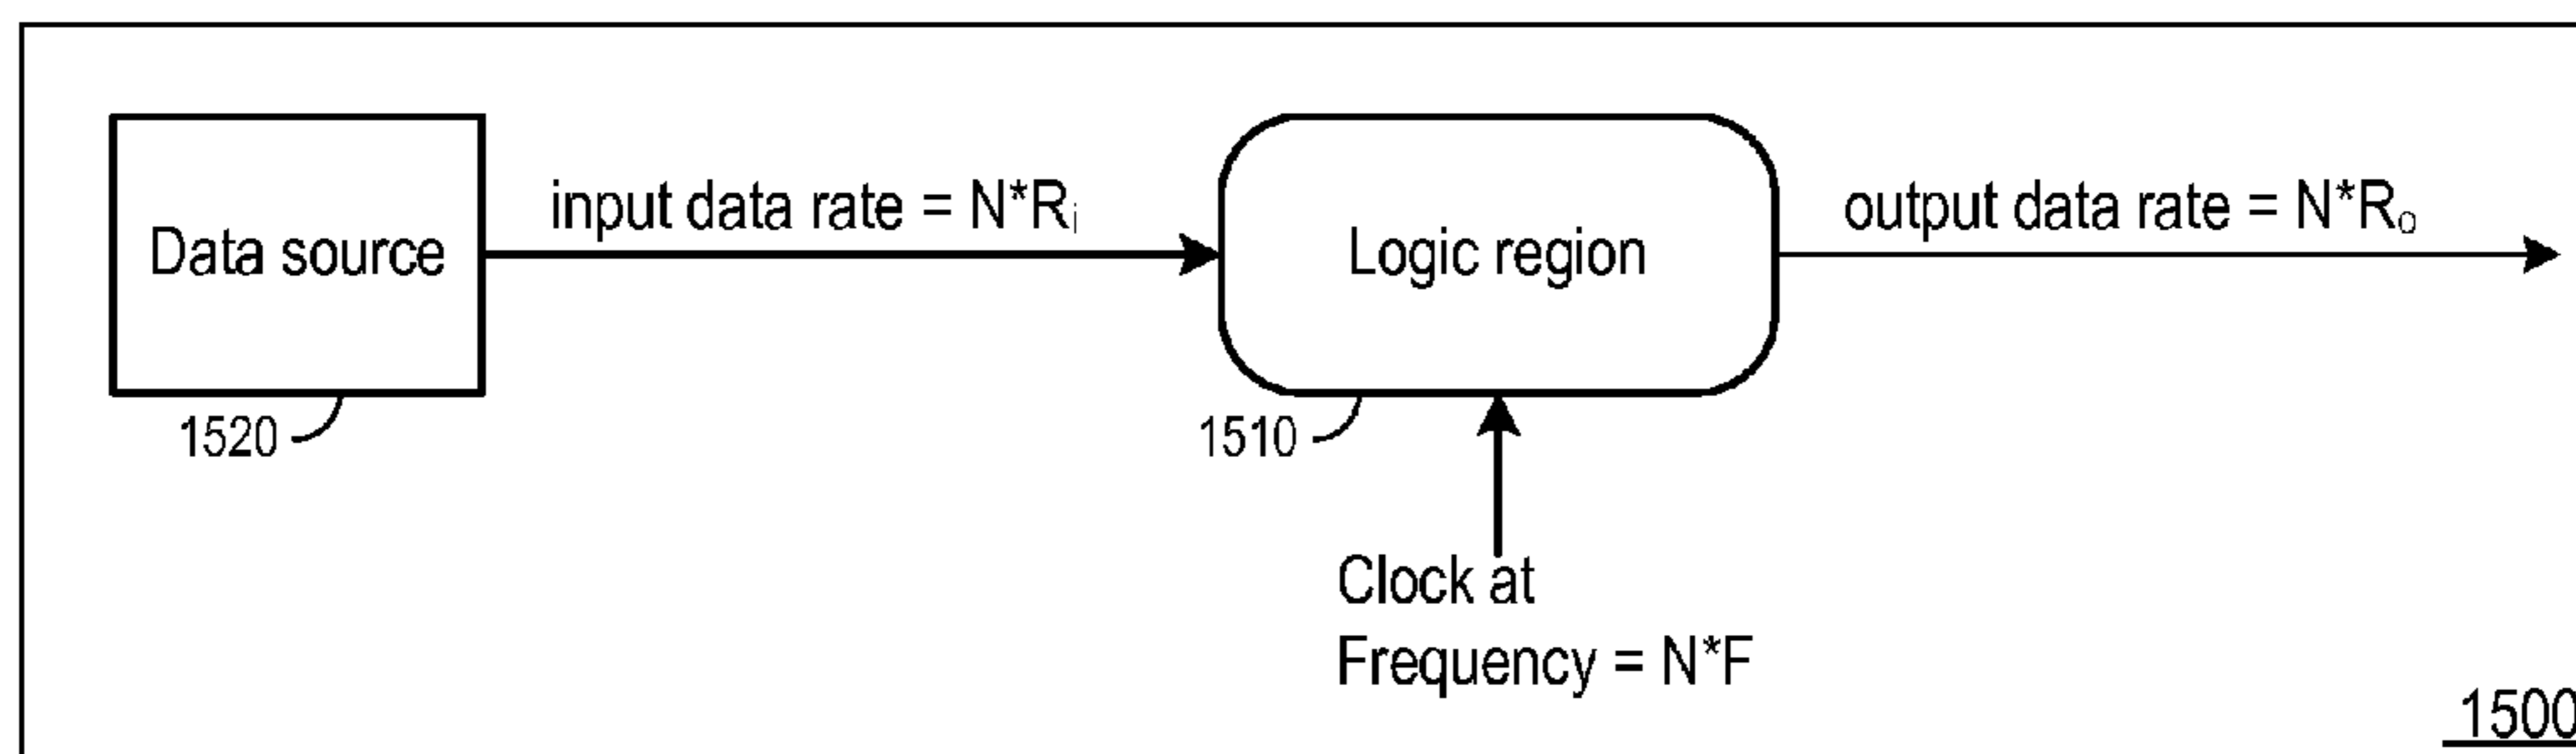 input data rate = N*Rᵢ
output data rate = N*Rₒ
Data source
Logic region
1520
1510
Clock at
Frequency = N*F
1500